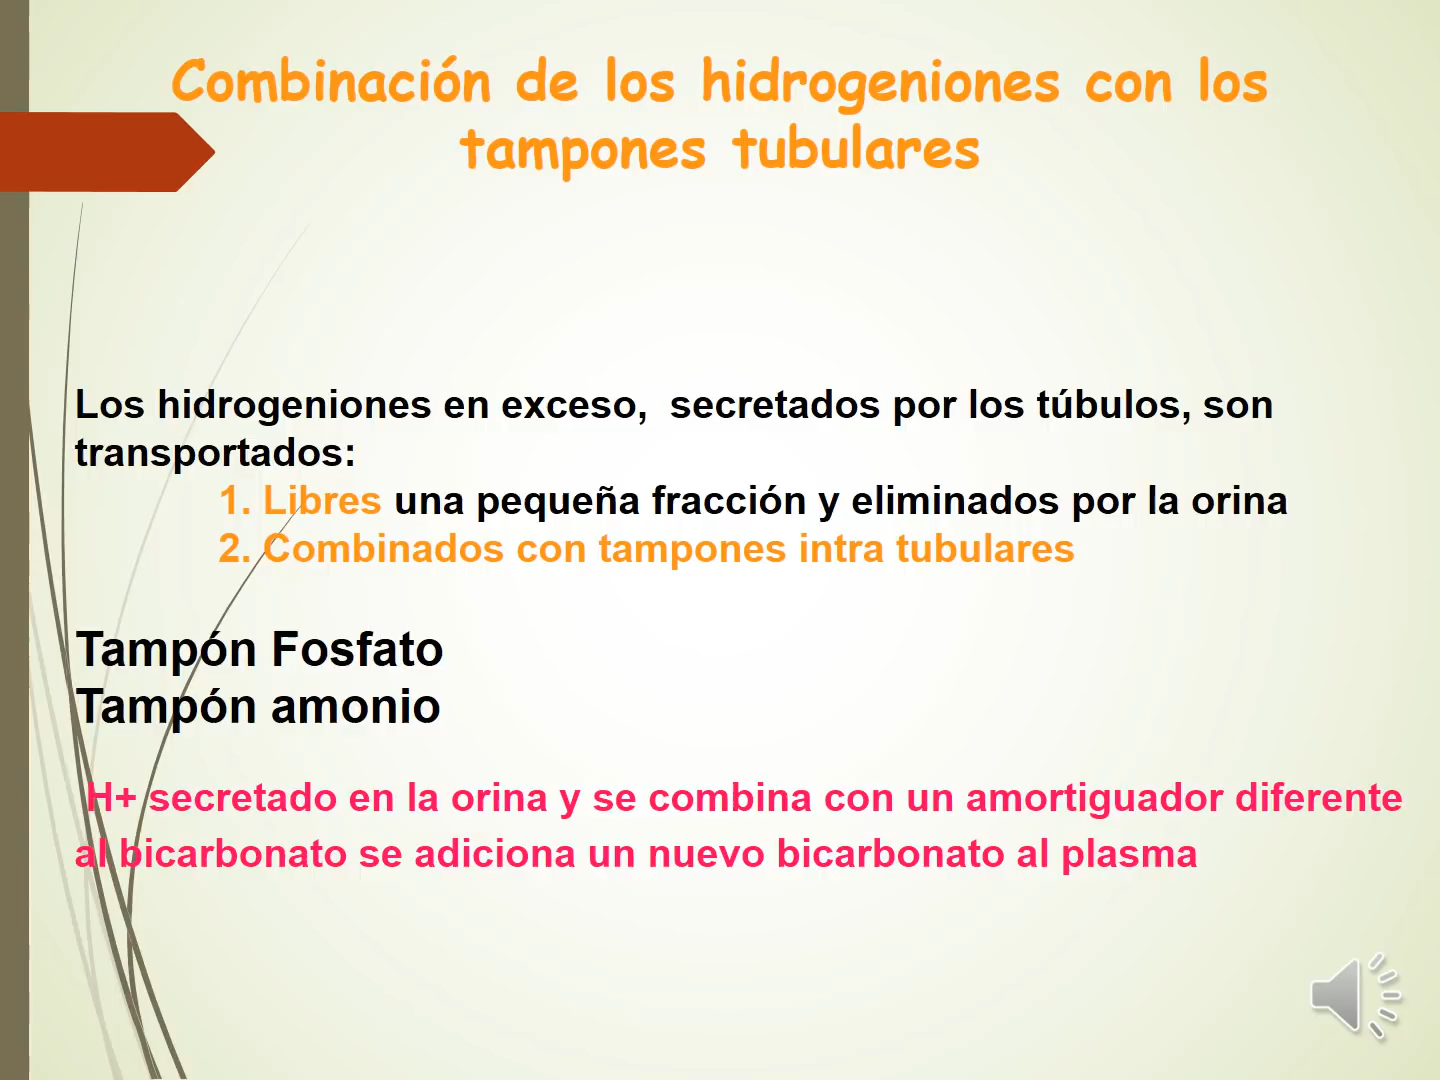 Combinación de los hidrogeniones con los
tampones tubulares
Los hidrogeniones en exceso,  secretados por los túbulos, son
transportados:
1. Libres una pequeña fracción y eliminados por la orina
2. Combinados con tampones intra tubulares
Tampón Fosfato
Tampón amonio
H+ secretado en la orina y se combina con un amortiguador diferente
al bicarbonato se adiciona un nuevo bicarbonato al plasma